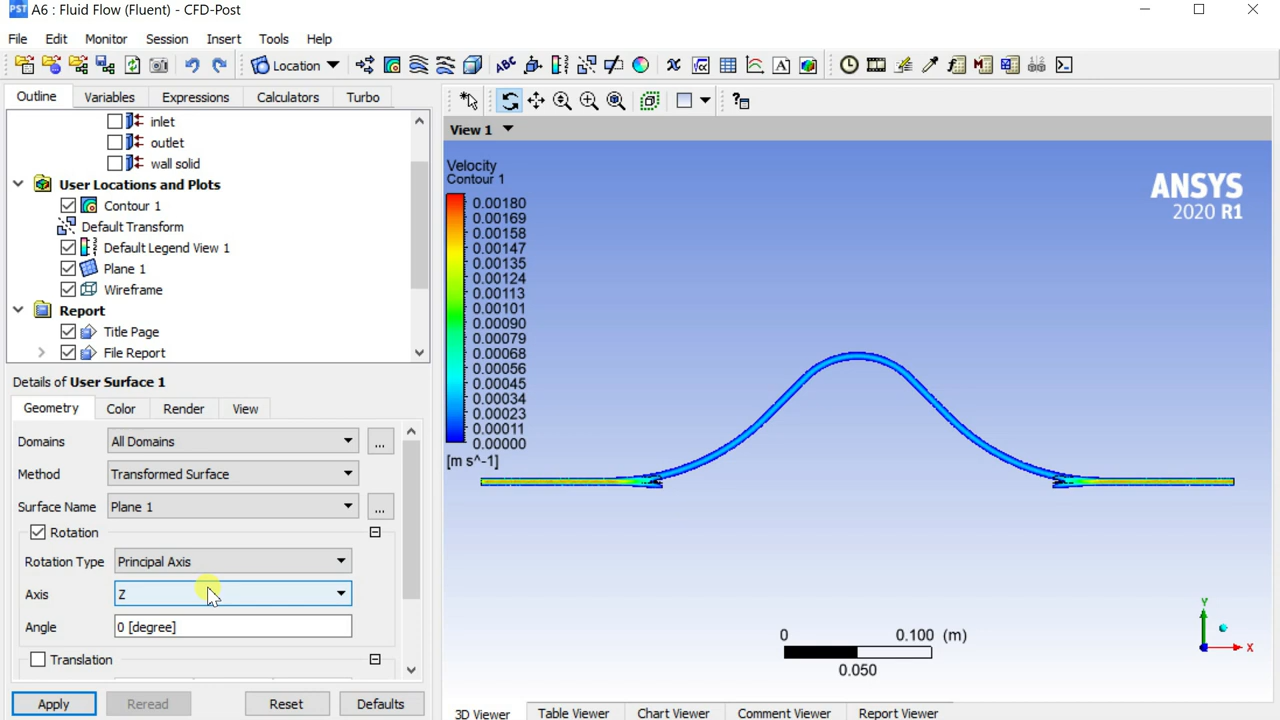 PST A6 : Fluid Flow (Fluent) - CFD-Post
File Edit Monitor Session Insert Tools Help
Location
Outline Variables Expressions Calculators Turbo
inlet
outlet
wall solid
User Locations and Plots
Contour 1
Default Transform
Default Legend View 1
Plane 1
Wireframe
Report
Title Page
File Report
Details of User Surface 1
Geometry Color Render View
Domains All Domains ...
Method Transformed Surface
Surface Name Plane 1 ...
Rotation
Rotation Type Principal Axis
Axis Z
Angle 0 [degree]
Translation
Apply Reread Reset Defaults
View 1
Velocity
Contour 1
0.00180
0.00169
0.00158
0.00147
0.00135
0.00124
0.00113
0.00101
0.00090
0.00079
0.00068
0.00056
0.00045
0.00034
0.00023
0.00011
0.00000
[m s^-1]
ANSYS
2020 R1
0 0.100 (m)
0.050
Y
X
3D Viewer Table Viewer Chart Viewer Comment Viewer Report Viewer